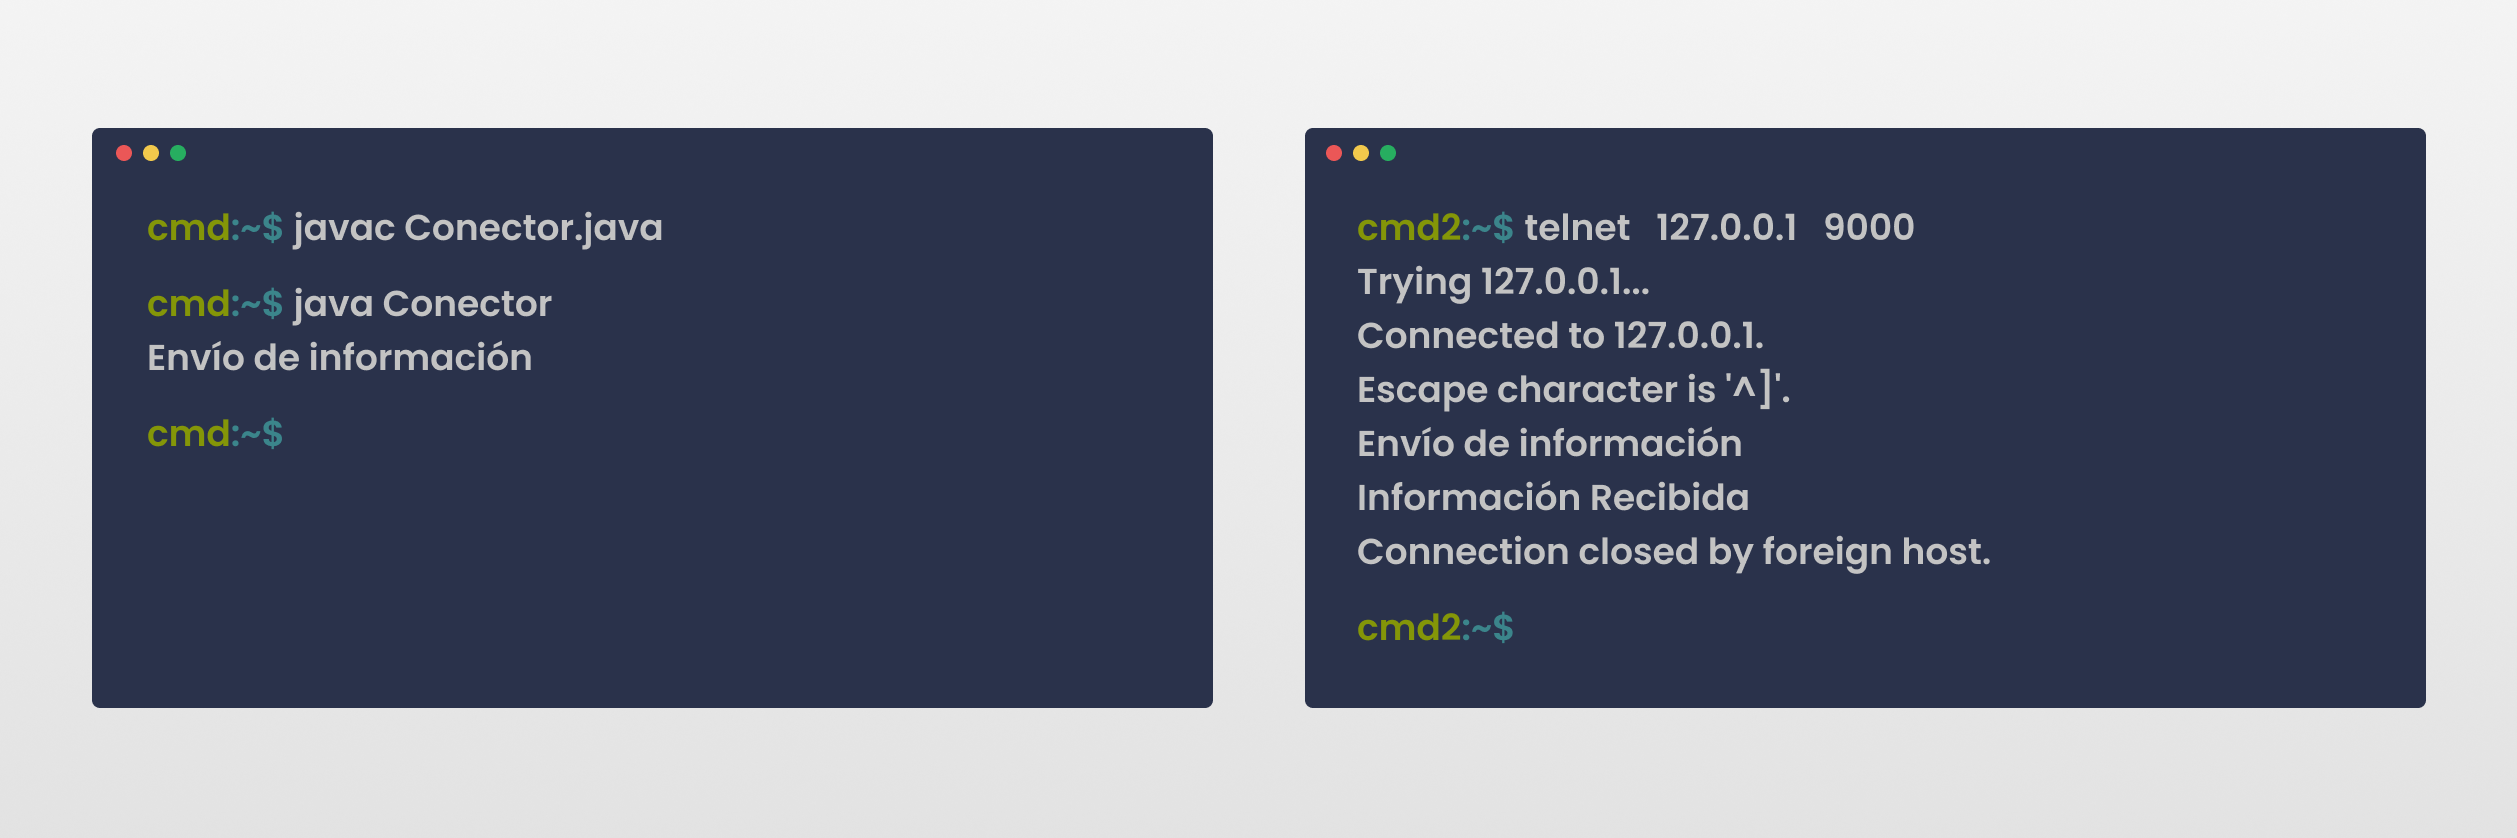 cmd:~$ javac Conector.java
cmd:~$ java Conector
Envío de información
cmd:~$
cmd2:~$ telnet 127.0.0.1 9000
Trying 127.0.0.1...
Connected to 127.0.0.1.
Escape character is '^]'.
Envío de información
Información Recibida
Connection closed by foreign host.
cmd2:~$